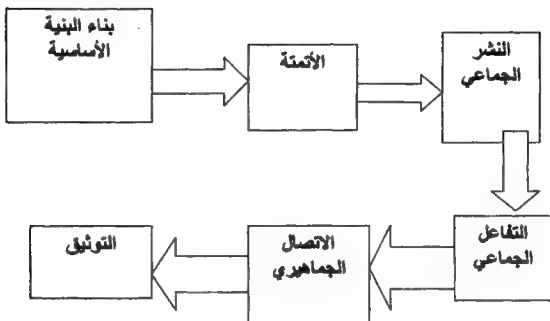 بناء البنية
الأساسية
الأتمتة
النشر
الجماعي
التفاعل
الجماعي
الاتصال
الجماهيري
التوثيق